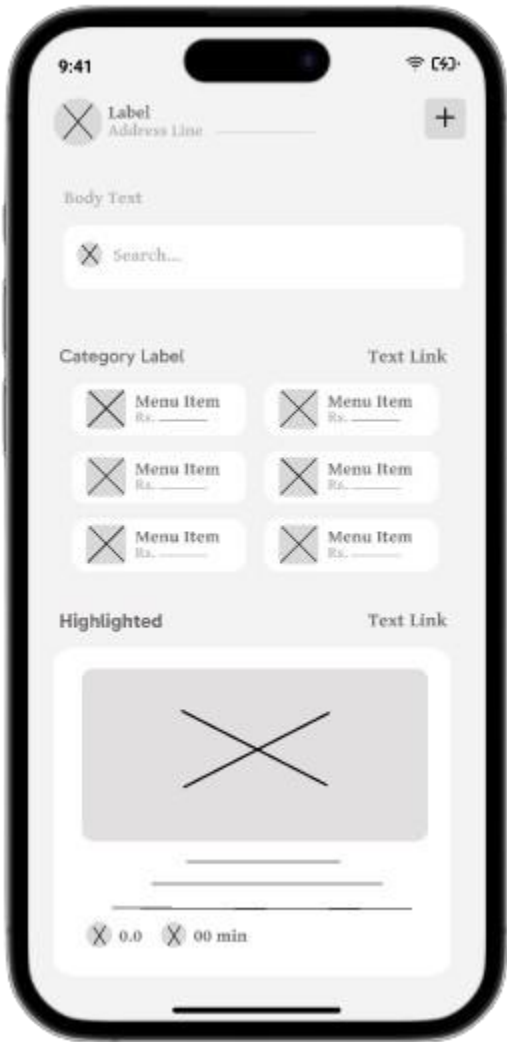 9:41
Label
Address Line
+
Body Text
Search...
Category Label Text Link
Menu Item Menu Item
Rs. Rs.
Menu Item Menu Item
Rs. Rs.
Menu Item Menu Item
Rs. Rs.
Highlighted Text Link
0.0 00 min